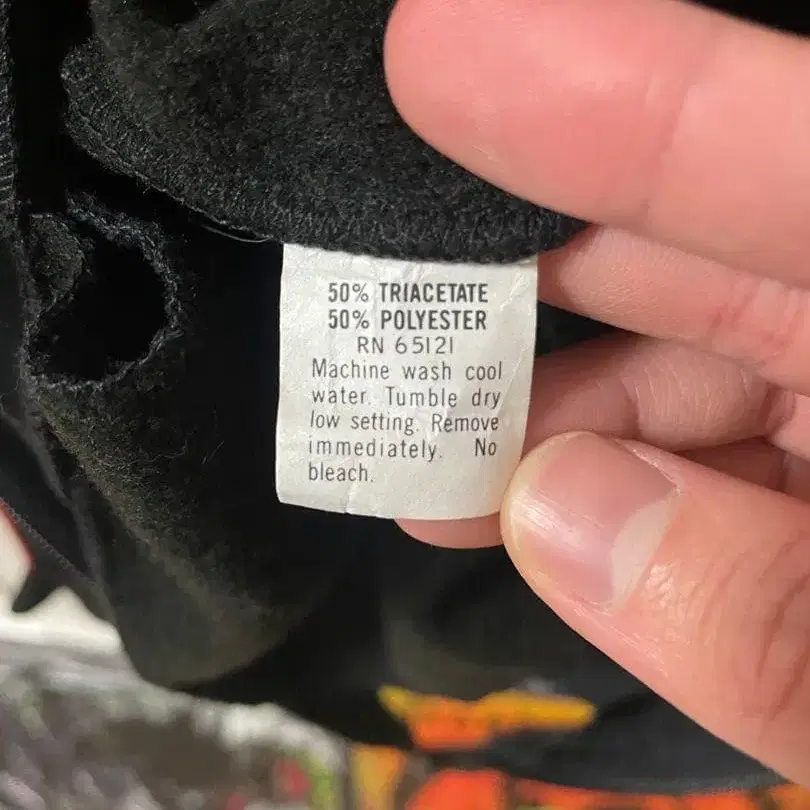 50% TRIACETATE
50% POLYESTER
RN 65121
Machine wash cool
water. Tumble dry
low setting. Remove
immediately. No
bleach.